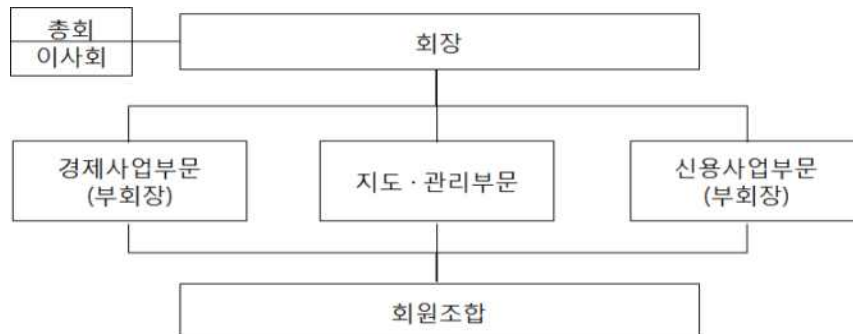 총회
이사회
회장
경제사업부문
(부회장)
지도 · 관리부문
신용사업부문
(부회장)
회원조합